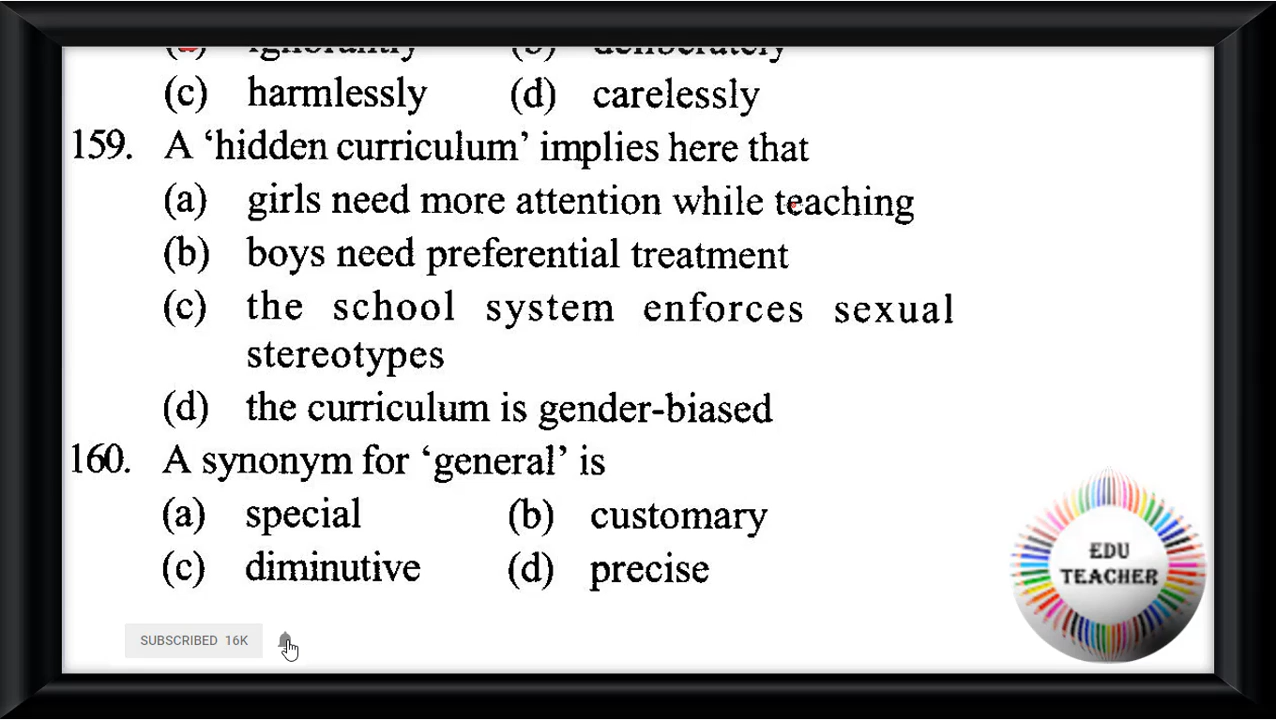 (a) ignorantly (b) deliberately
(c) harmlessly (d) carelessly
159. A ‘hidden curriculum’ implies here that
(a) girls need more attention while teaching
(b) boys need preferential treatment
(c) the school system enforces sexual
stereotypes
(d) the curriculum is gender-biased
160. A synonym for ‘general’ is
(a) special (b) customary
(c) diminutive (d) precise
EDU
TEACHER
SUBSCRIBED 16K